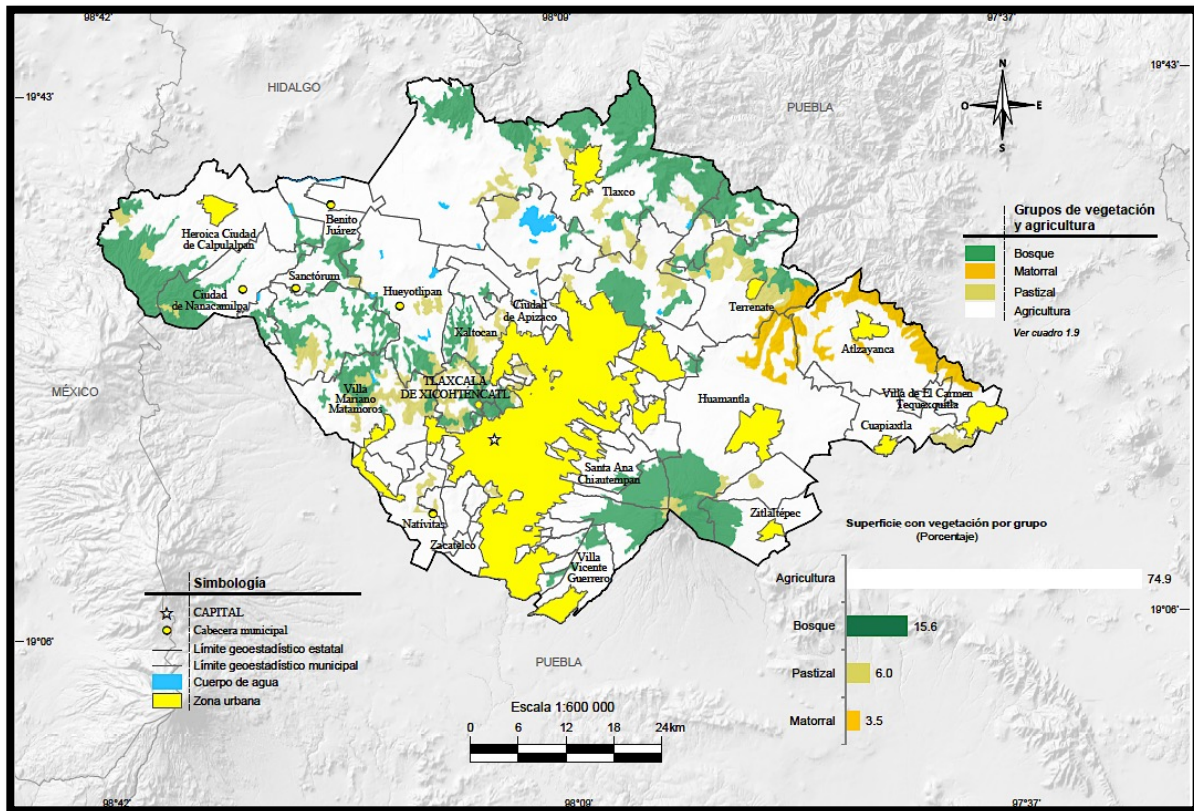 98°42'
98°09'
97°37'
19°43'
19°43'
HIDALGO
PUEBLA
N
O
E
S
Tlaxco
Benito
Juárez
Heroica Ciudad
de Calpulalpan
Sanctórum
Ciudad
de Nanacamilpa
Hueyotlipan
Ciudad
de Apizaco
Xaltocan
Terrenate
Atlzayanca
MÉXICO
TLAXCALA
DE XICOHTÉNCATL
Villa
Mariano
Matamoros
Huamantla
Villa de El Carmen
Tequexquitla
Cuapiaxtla
Santa Ana
Chiautempan
Zitlaltépec
Nativitas
Zacatelco
Villa
Vicente
Guerrero
Grupos de vegetación
y agricultura
Bosque
Matorral
Pastizal
Agricultura
Ver cuadro 1.9
Simbología
CAPITAL
Cabecera municipal
Límite geoestadístico estatal
Límite geoestadístico municipal
Cuerpo de agua
Zona urbana
Superficie con vegetación por grupo
(Porcentaje)
Agricultura 74.9
Bosque 15.6
Pastizal 6.0
Matorral 3.5
19°06'
19°06'
PUEBLA
Escala 1:600 000
0 6 12 18 24km
98°42'
98°09'
97°37'